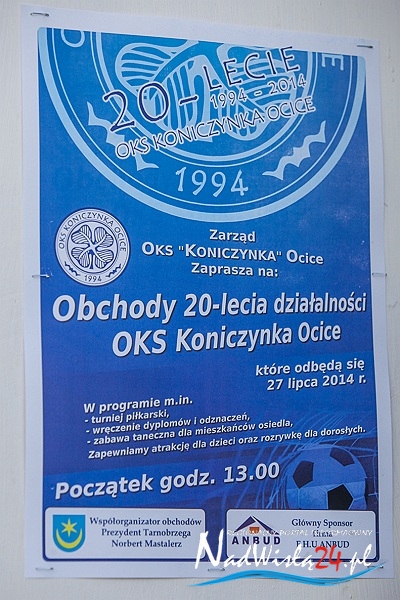 20-LECIE
1994 - 2014
OKS KONICZYNKA OCICE
1994
OKS KONICZYNKA OCICE
1994
Zarząd
OKS "KONICZYNKA" Ocice
Zaprasza na:
Obchody 20-lecia działalności
OKS Koniczynka Ocice
które odbędą się
27 lipca 2014 r.
W programie m.in.
- turniej piłkarski,
- wręczenie dyplomów i odznaczeń,
- zabawa taneczna dla mieszkańców osiedla,
Zapewniamy atrakcję dla dzieci oraz rozrywkę dla dorosłych.
Początek godz. 13.00
Współorganizator obchodów
Prezydent Tarnobrzega
Norbert Mastalerz
ANBUD
Główny Sponsor
firma
F.H.U ANBUD
NadWisłą24.pl